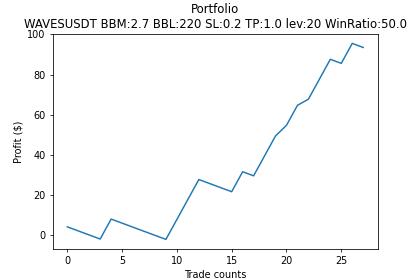 Portfolio
WAVESUSDT BBM:2.7 BBL:220 SL:0.2 TP:1.0 lev:20 WinRatio:50.0
100
80
60
40
20
0
Profit ($)
0 5 10 15 20 25
Trade counts